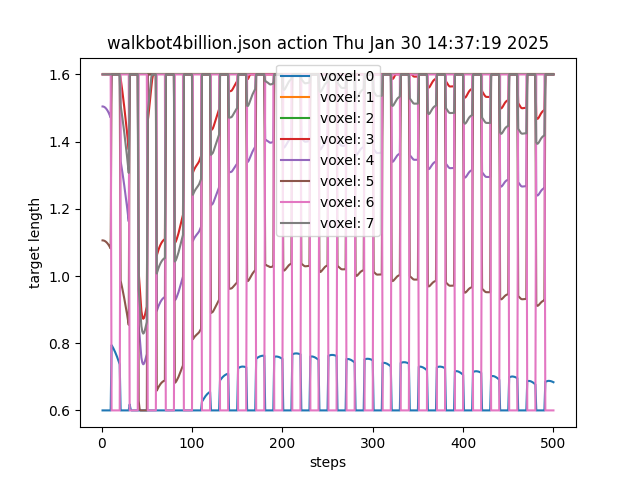 walkbot4billion.json action Thu Jan 30 14:37:19 2025
1.6
1.4
1.2
1.0
0.8
0.6
target length
voxel: 0
voxel: 1
voxel: 2
voxel: 3
voxel: 4
voxel: 5
voxel: 6
voxel: 7
0 100 200 300 400 500
steps